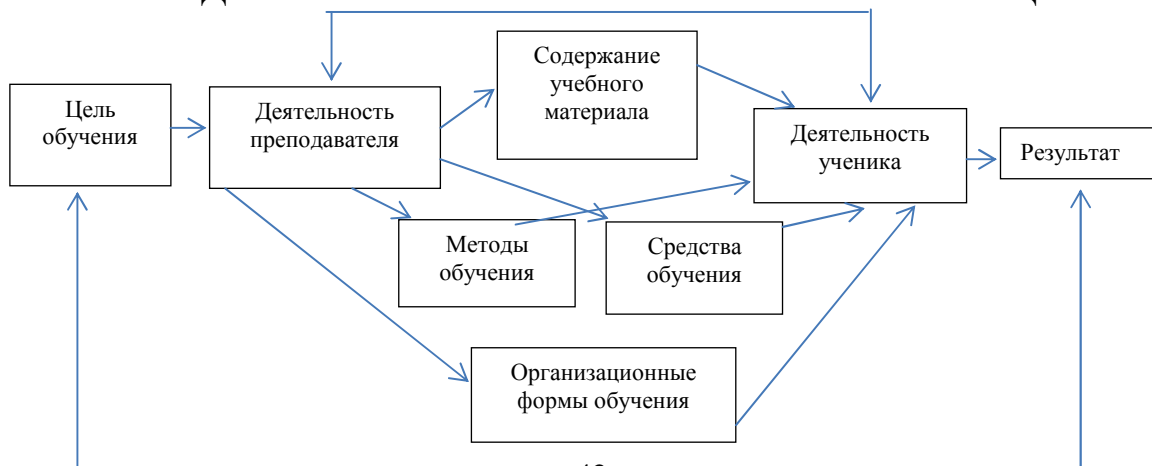 Содержание
учебного
материала
Цель
обучения
Деятельность
преподавателя
Деятельность
ученика
Результат
Методы
обучения
Средства
обучения
Организационные
формы обучения